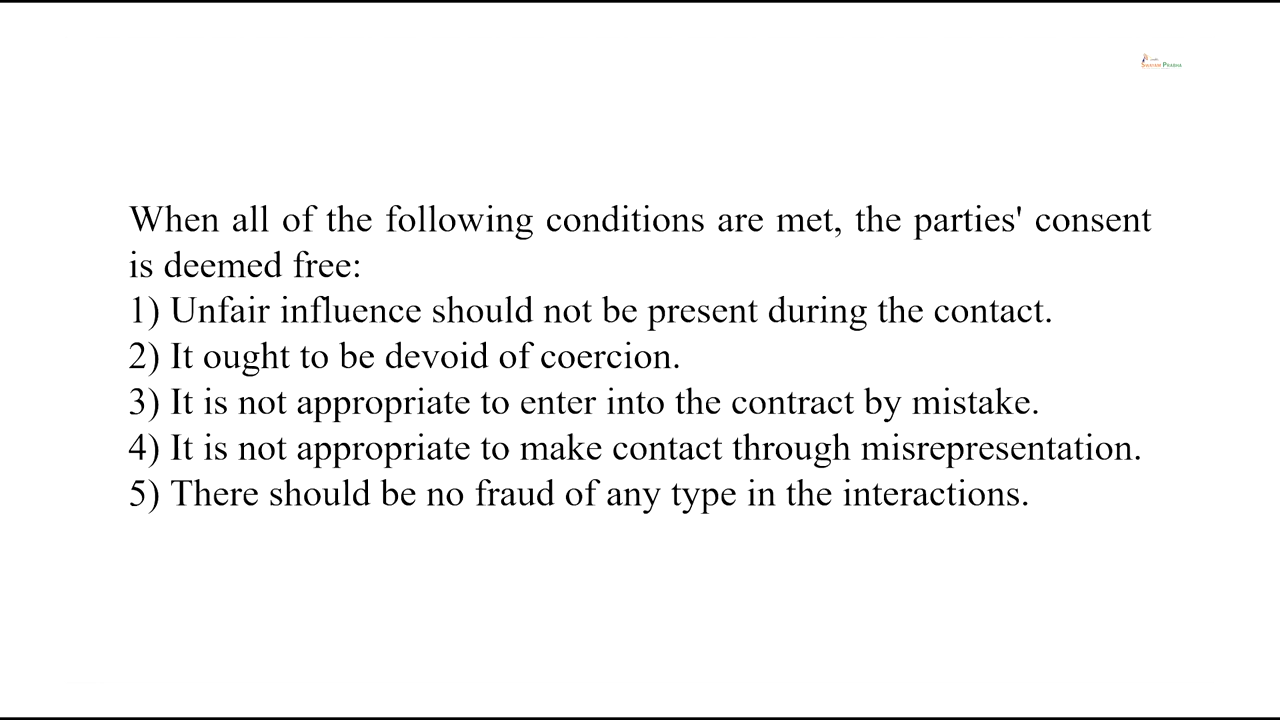 SWAYAM PRABHA
When all of the following conditions are met, the parties' consent
is deemed free:
1) Unfair influence should not be present during the contact.
2) It ought to be devoid of coercion.
3) It is not appropriate to enter into the contract by mistake.
4) It is not appropriate to make contact through misrepresentation.
5) There should be no fraud of any type in the interactions.